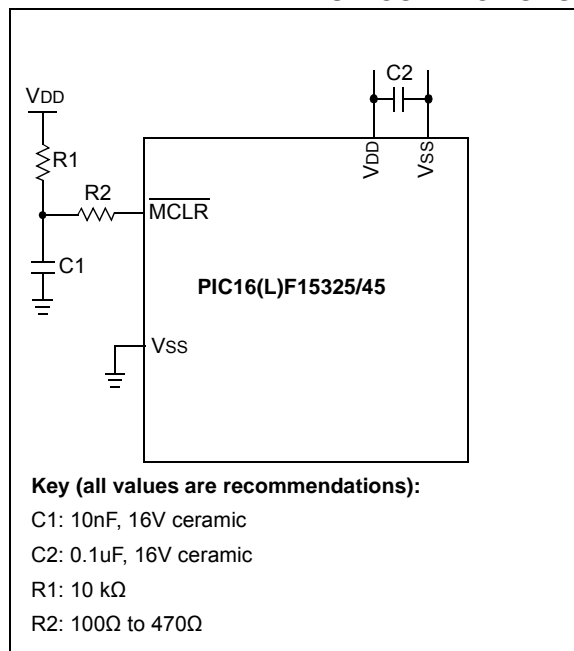 C2
VDD
R1
VDD
VSS
R2
MCLR
C1
PIC16(L)F15325/45
VSS
Key (all values are recommendations):
C1: 10nF, 16V ceramic
C2: 0.1uF, 16V ceramic
R1: 10 kΩ
R2: 100Ω to 470Ω